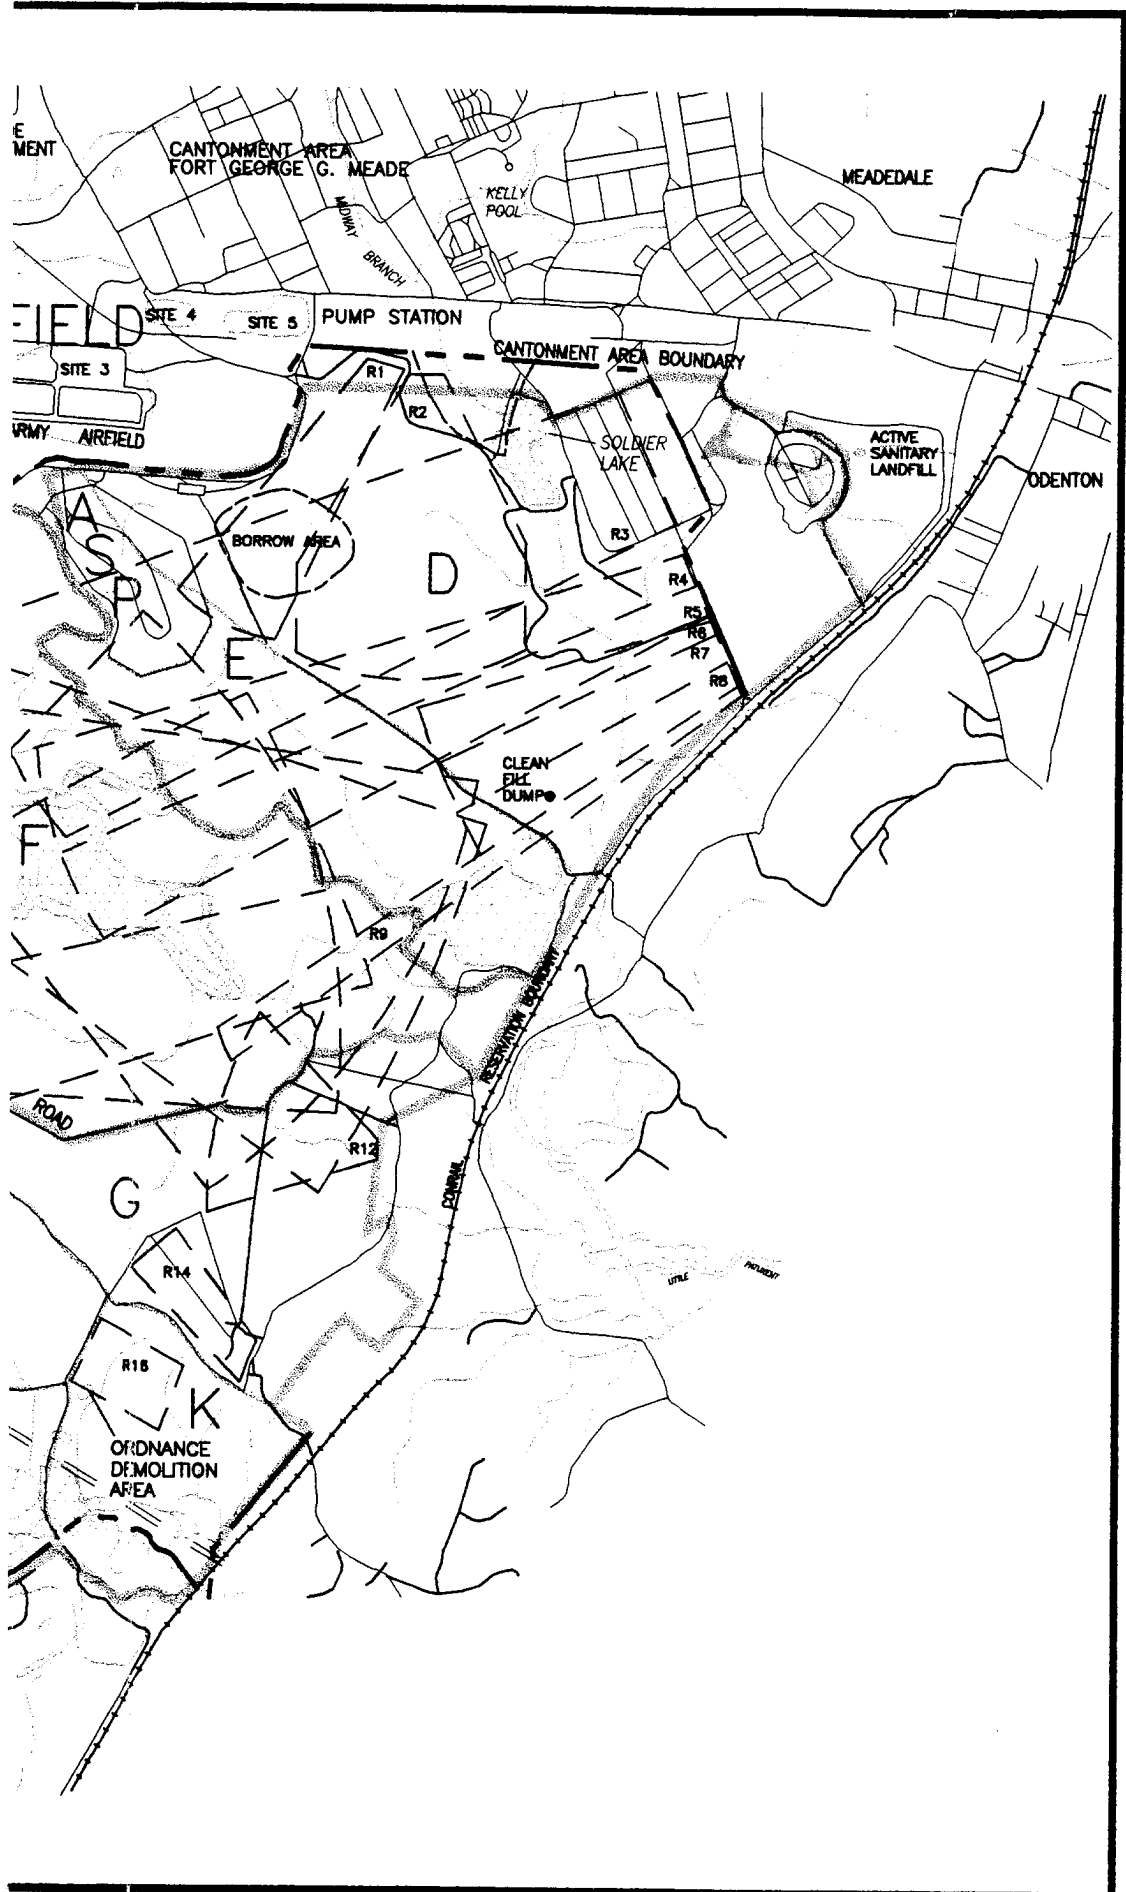 MENT
CANTONMENT AREA
FORT GEORGE G. MEADE
MEADEDALE
KELLY
POOL
MIDWAY
BRANCH
FIELD
SITE 4
SITE 5
PUMP STATION
CANTONMENT AREA BOUNDARY
SITE 3
R1
R2
ARMY AIRFIELD
SOLDIER
LAKE
ACTIVE
SANITARY
LANDFILL
ODENTON
A
S
P
BORROW AREA
D
R3
R4
R5
R6
R7
R8
E
CLEAN
FILL
DUMP
F
R9
RESERVATION BOUNDARY
ROAD
R12
CONRAIL
G
R14
LITTLE
PATUXENT
R15
K
ORDNANCE
DEMOLITION
AREA